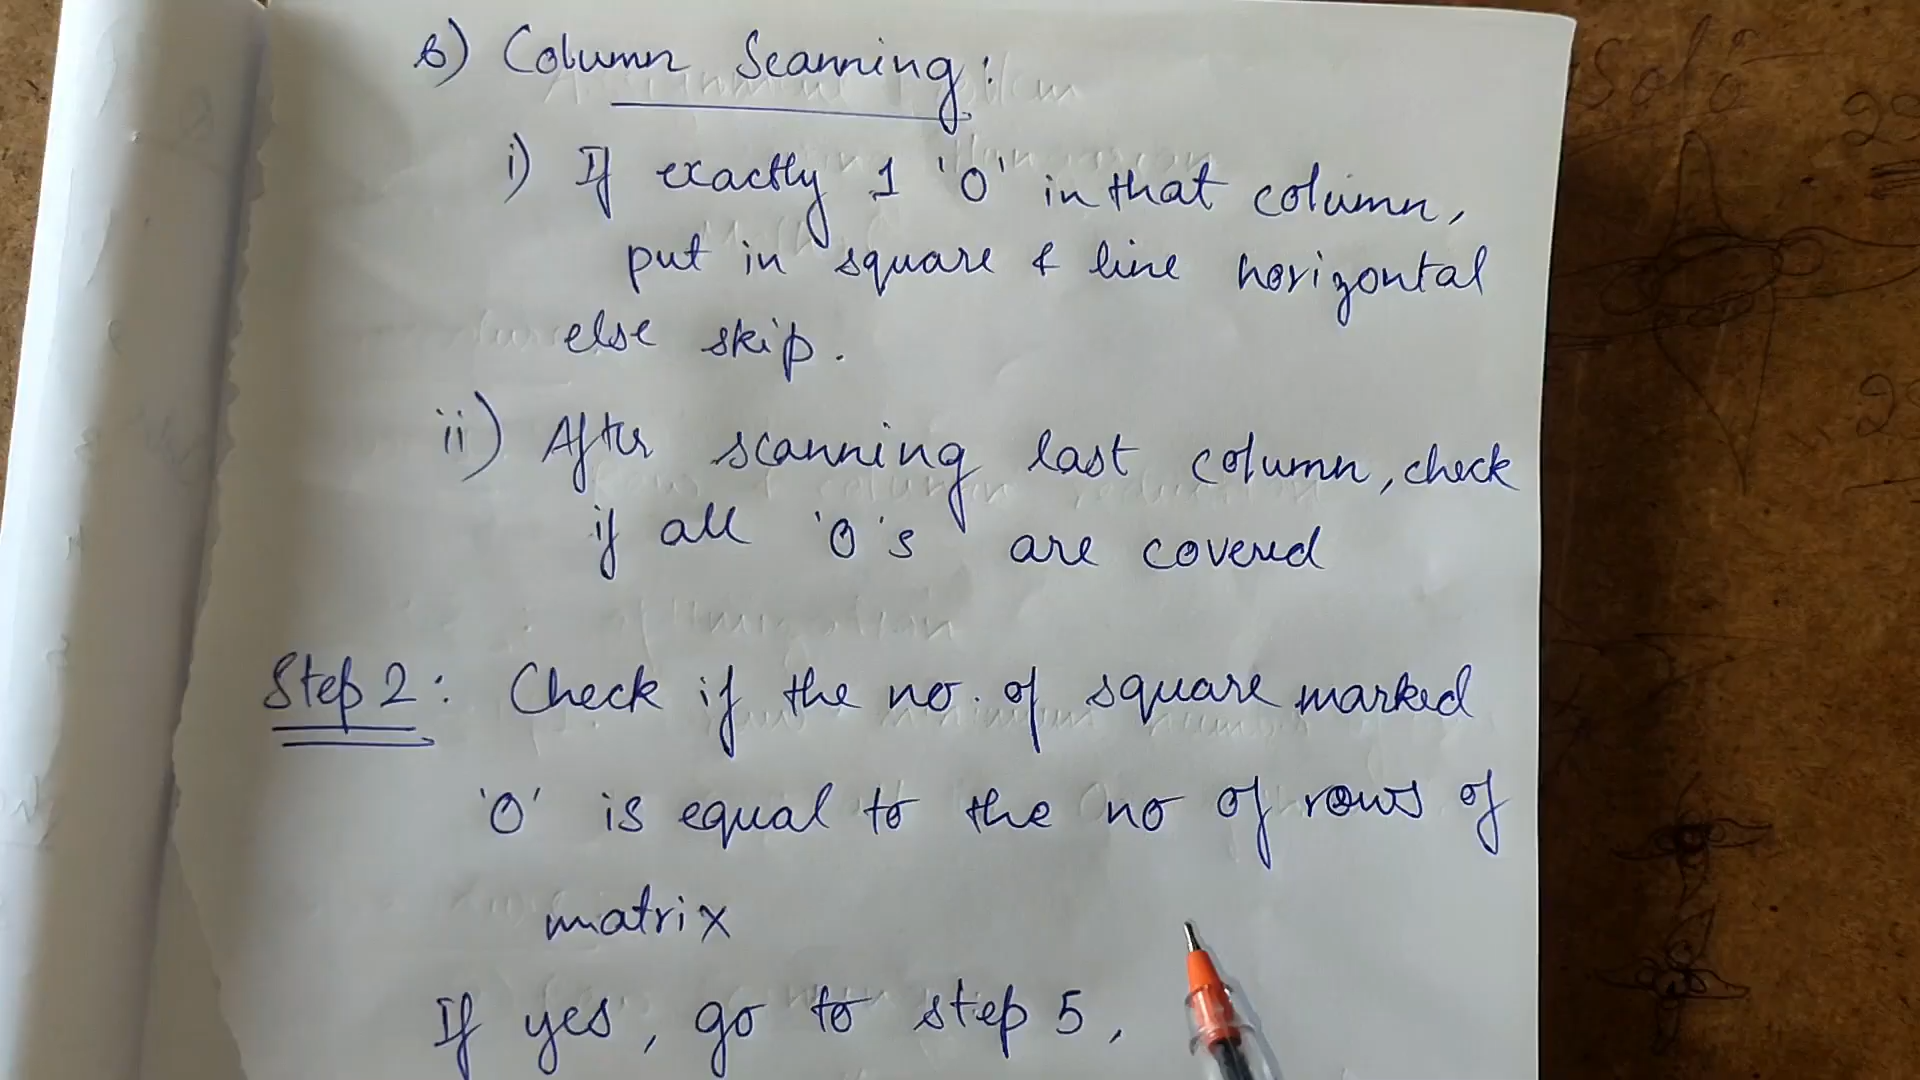 b) Column Scanning:
i) If exactly 1 '0' in that column,
put in square & line horizontal
else skip.
ii) After scanning last column, check
if all '0's are covered
Step 2: Check if the no. of square marked
'0' is equal to the no of rows of
matrix
If yes, go to step 5,